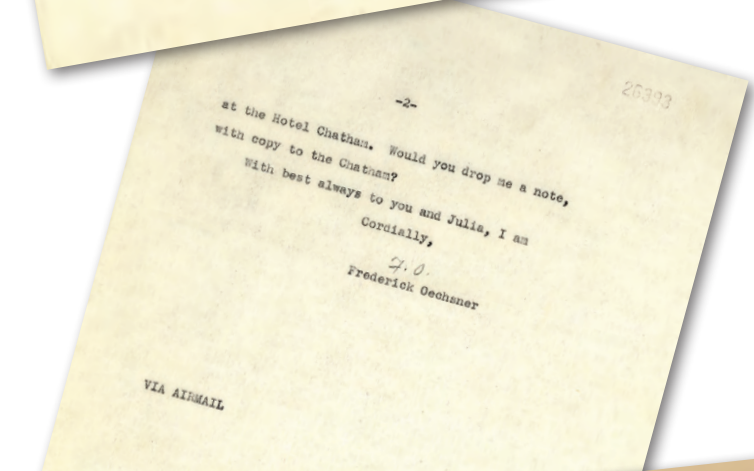 -2-
26393
at the Hotel Chatham. Would you drop me a note,
with copy to the Chatham?
With best always to you and Julia, I am
Cordially,
F.O.
Frederick Oechsner
VIA AIRMAIL